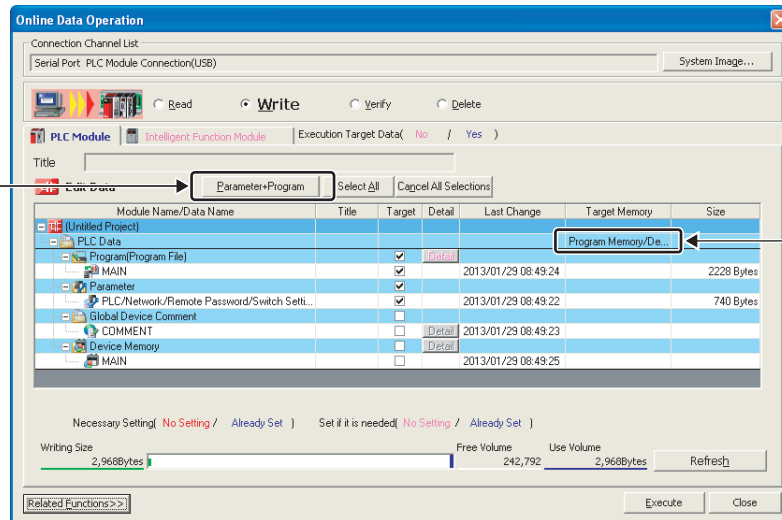 Online Data Operation
Connection Channel List
Serial Port PLC Module Connection(USB)
System Image...
Read Write Verify Delete
PLC Module Intelligent Function Module Execution Target Data( No / Yes )
Title
Edit Data Parameter+Program Select All Cancel All Selections
Module Name/Data Name Title Target Detail Last Change Target Memory Size
(Untitled Project)
PLC Data Program Memory/De...
Program(Program File) Detail
MAIN 2013/01/29 08:49:24 2228 Bytes
Parameter
PLC/Network/Remote Password/Switch Setti... 2013/01/29 08:49:22 740 Bytes
Global Device Comment
COMMENT Detail 2013/01/29 08:49:23
Device Memory Detail
MAIN 2013/01/29 08:49:25
Necessary Setting( No Setting / Already Set ) Set if it is needed( No Setting / Already Set )
Writing Size Free Volume Use Volume
2,968Bytes 242,792 2,968Bytes Refresh
Related Functions>> Execute Close